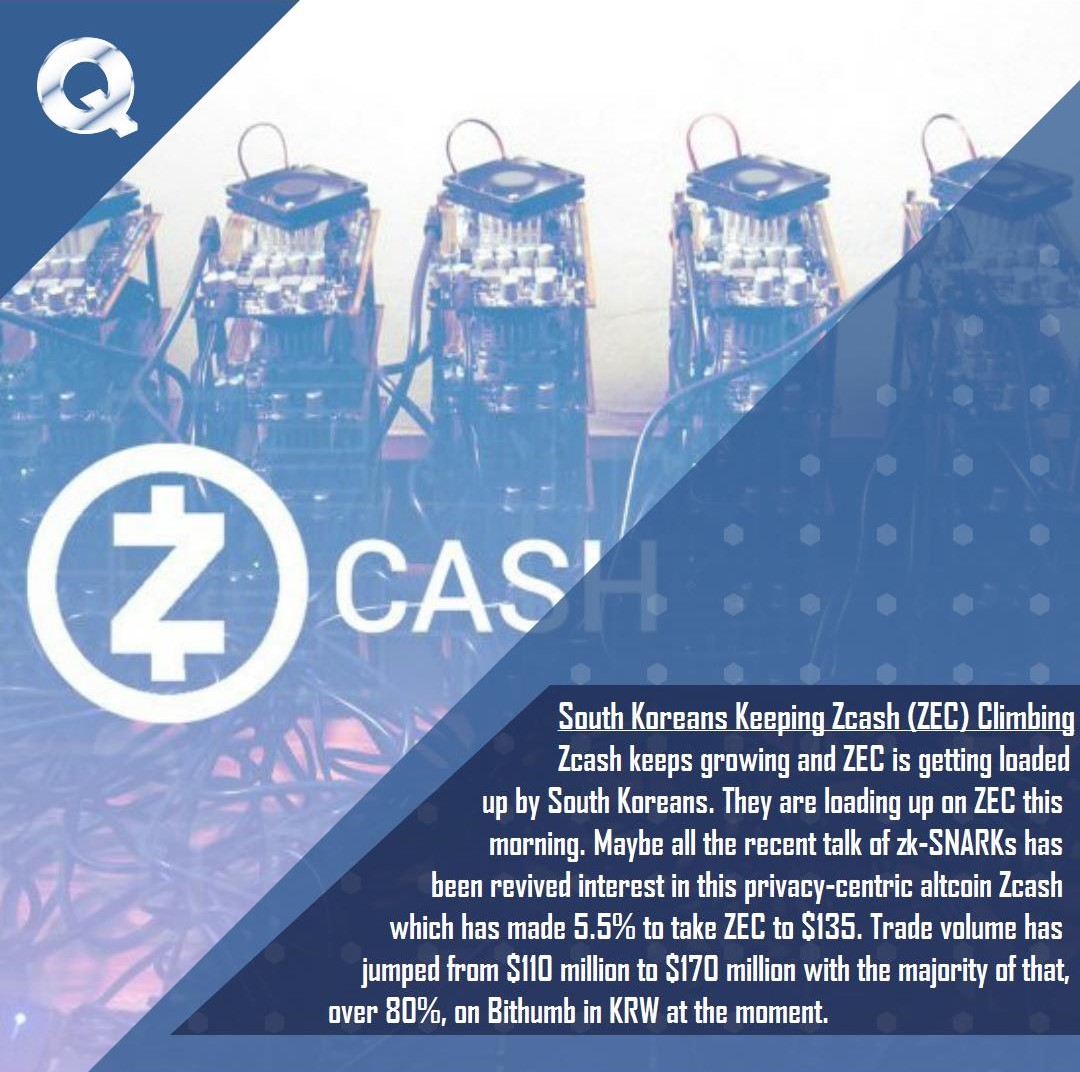 Q
Z CASH
South Koreans Keeping Zcash (ZEC) Climbing
Zcash keeps growing and ZEC is getting loaded
up by South Koreans. They are loading up on ZEC this
morning. Maybe all the recent talk of zk-SNARKs has
been revived interest in this privacy-centric altcoin Zcash
which has made 5.5% to take ZEC to $135. Trade volume has
jumped from $110 million to $170 million with the majority of that,
over 80%, on Bithumb in KRW at the moment.